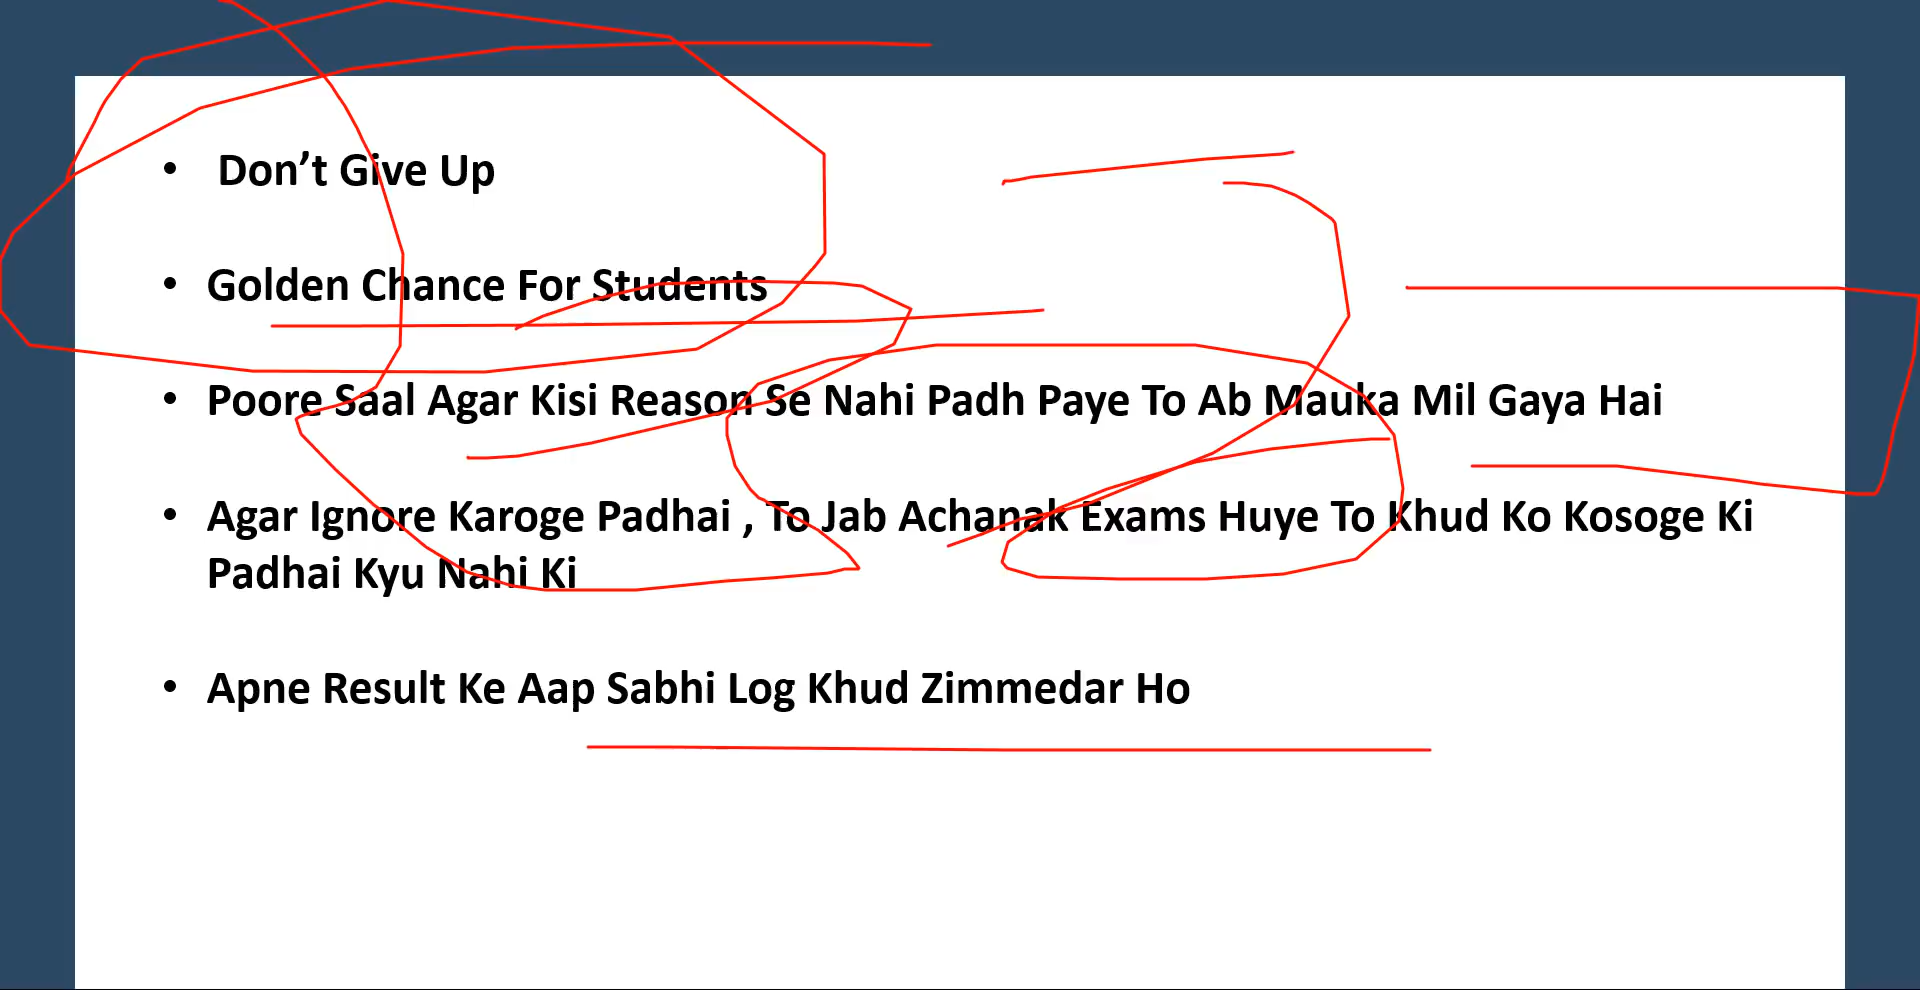 • Don’t Give Up
• Golden Chance For Students
• Poore Saal Agar Kisi Reason Se Nahi Padh Paye To Ab Mauka Mil Gaya Hai
• Agar Ignore Karoge Padhai , To Jab Achanak Exams Huye To Khud Ko Kosoge Ki
Padhai Kyu Nahi Ki
• Apne Result Ke Aap Sabhi Log Khud Zimmedar Ho